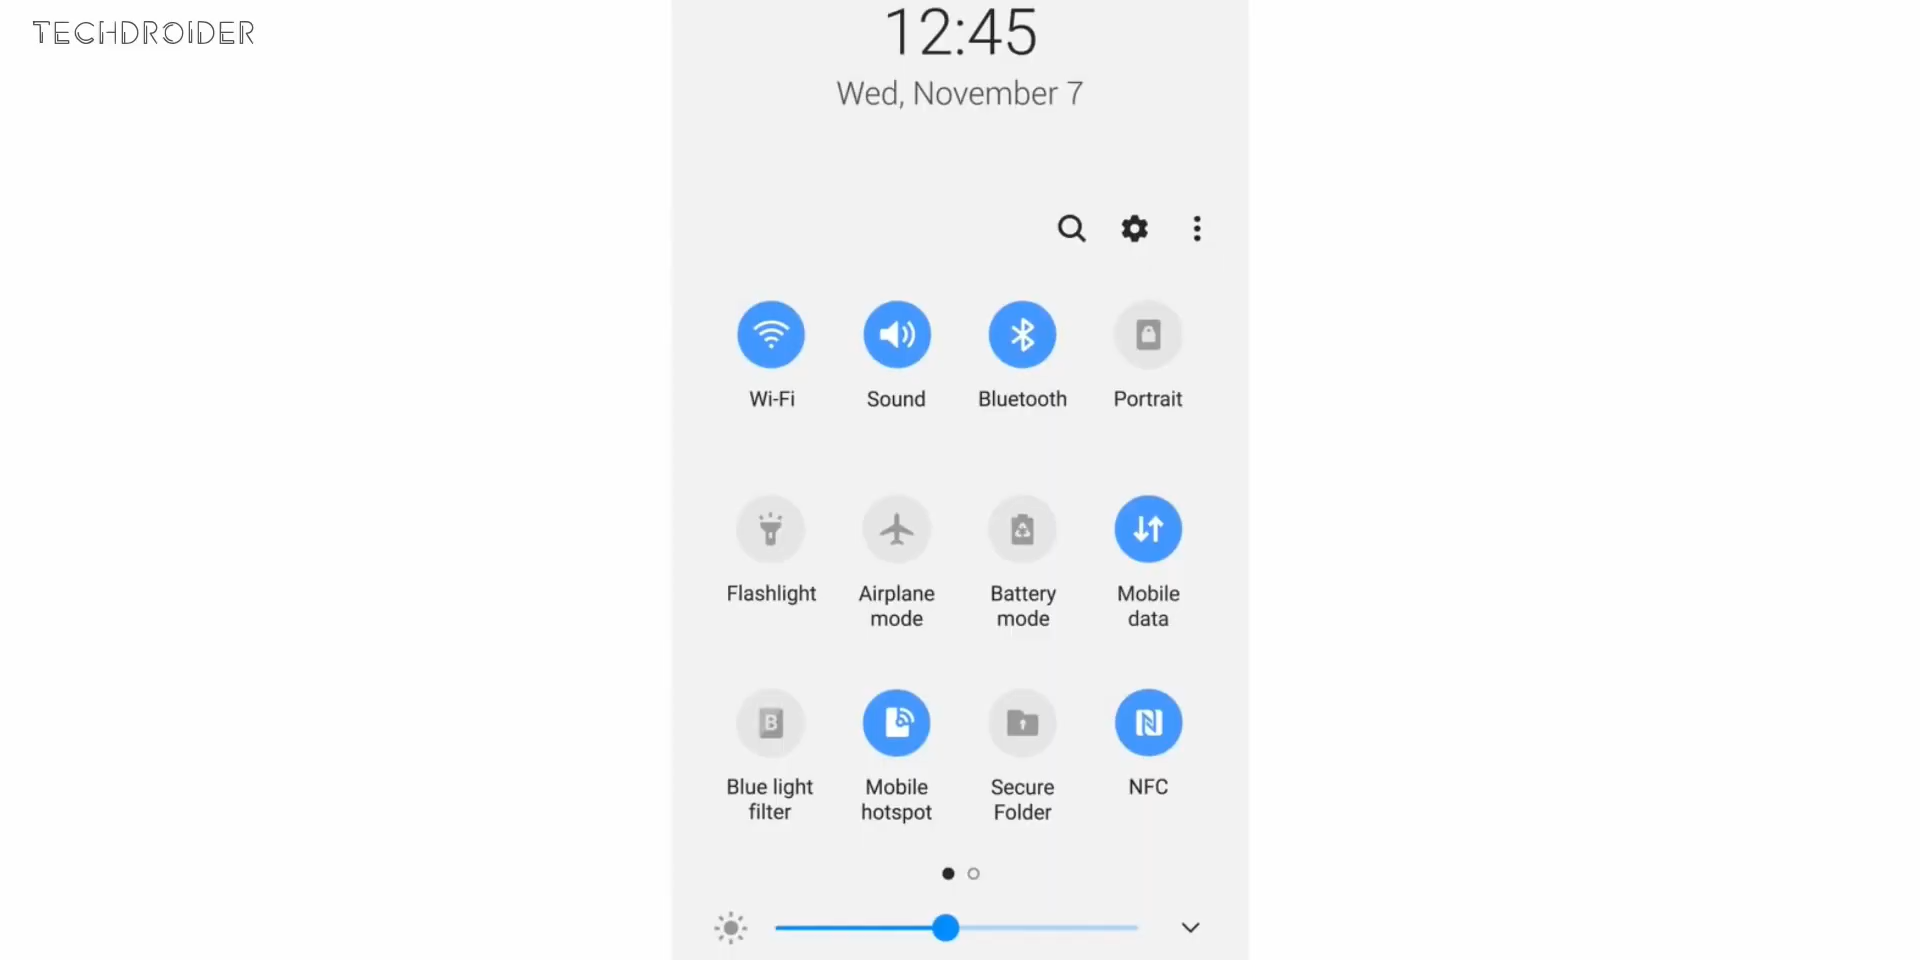 TECHDROIDER
12:45
Wed, November 7
Wi-Fi
Sound
Bluetooth
Portrait
Flashlight
Airplane
mode
Battery
mode
Mobile
data
B
Blue light
filter
Mobile
hotspot
Secure
Folder
NFC